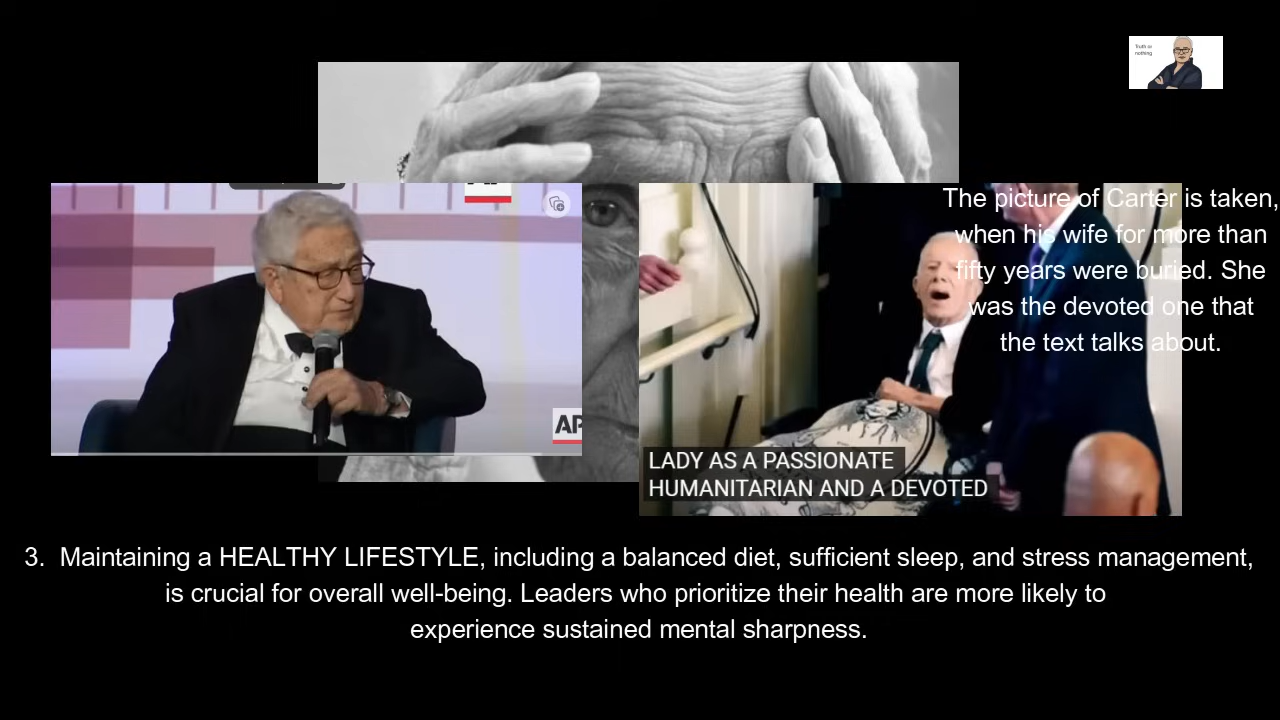 Truth or
nothing
The picture of Carter is taken,
when his wife for more than
fifty years were buried. She
was the devoted one that
the text talks about.
AP
LADY AS A PASSIONATE
HUMANITARIAN AND A DEVOTED
3. Maintaining a HEALTHY LIFESTYLE, including a balanced diet, sufficient sleep, and stress management,
is crucial for overall well-being. Leaders who prioritize their health are more likely to
experience sustained mental sharpness.